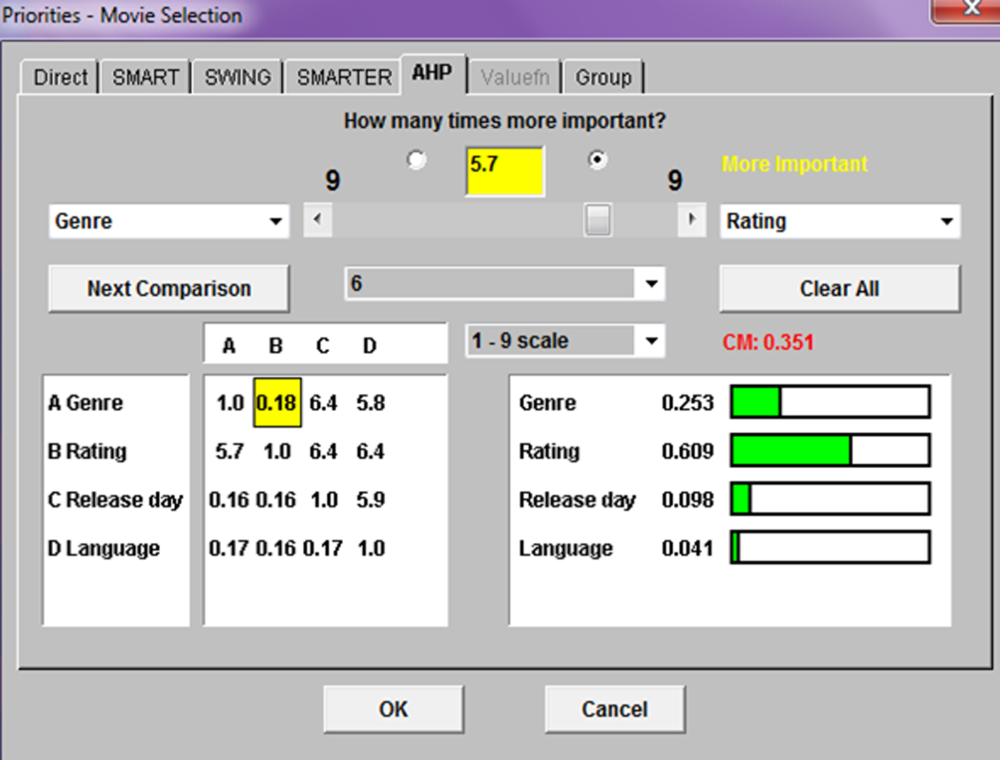 Priorities - Movie Selection
Direct SMART SWING SMARTER AHP Valuefn Group
How many times more important?
9 5.7 9 More Important
Genre Rating
Next Comparison 6 Clear All
A B C D 1 - 9 scale CM: 0.351
A Genre 1.0 0.18 6.4 5.8 Genre 0.253
B Rating 5.7 1.0 6.4 6.4 Rating 0.609
C Release day 0.16 0.16 1.0 5.9 Release day 0.098
D Language 0.17 0.16 0.17 1.0 Language 0.041
OK Cancel